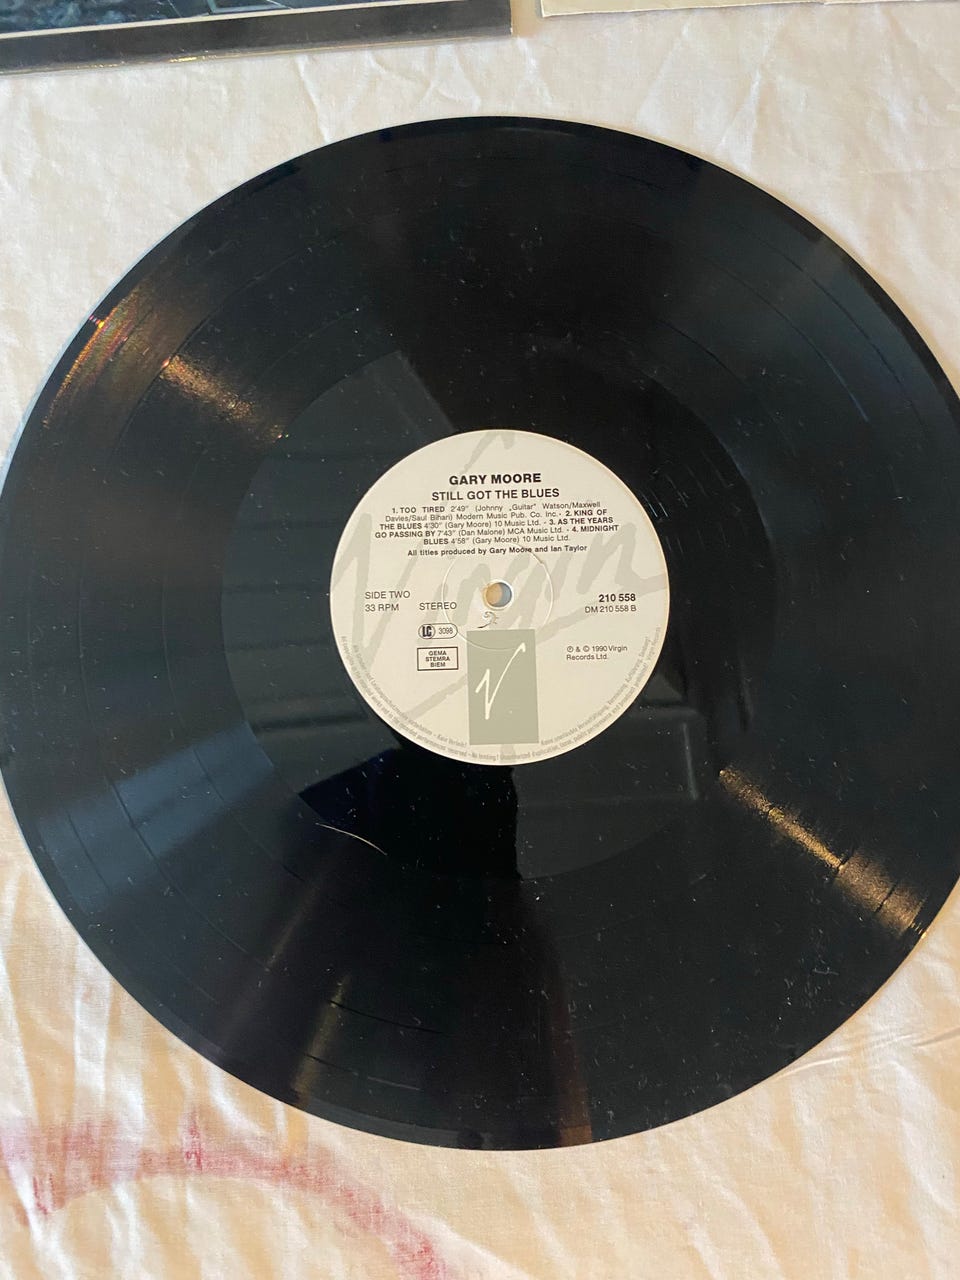 GARY MOORE
STILL GOT THE BLUES
1. TOO TIRED 2'49" (Johnny „Guitar" Watson/Maxwell
Davies/Saul Bihari) Modern Music Pub. Co. Inc. - 2. KING OF
THE BLUES 4'30" (Gary Moore) 10 Music Ltd. - 3. AS THE YEARS
GO PASSING BY 7'43" (Dan Malone) MCA Music Ltd. - 4. MIDNIGHT
BLUES 4'58" (Gary Moore) 10 Music Ltd.
All titles produced by Gary Moore and Ian Taylor
Virgin
SIDE TWO
33 RPM STEREO
210 558
DM 210 558 B
LC 3098
GEMA
STEMRA
BIEM
℗ & © 1990 Virgin
Records Ltd.
V